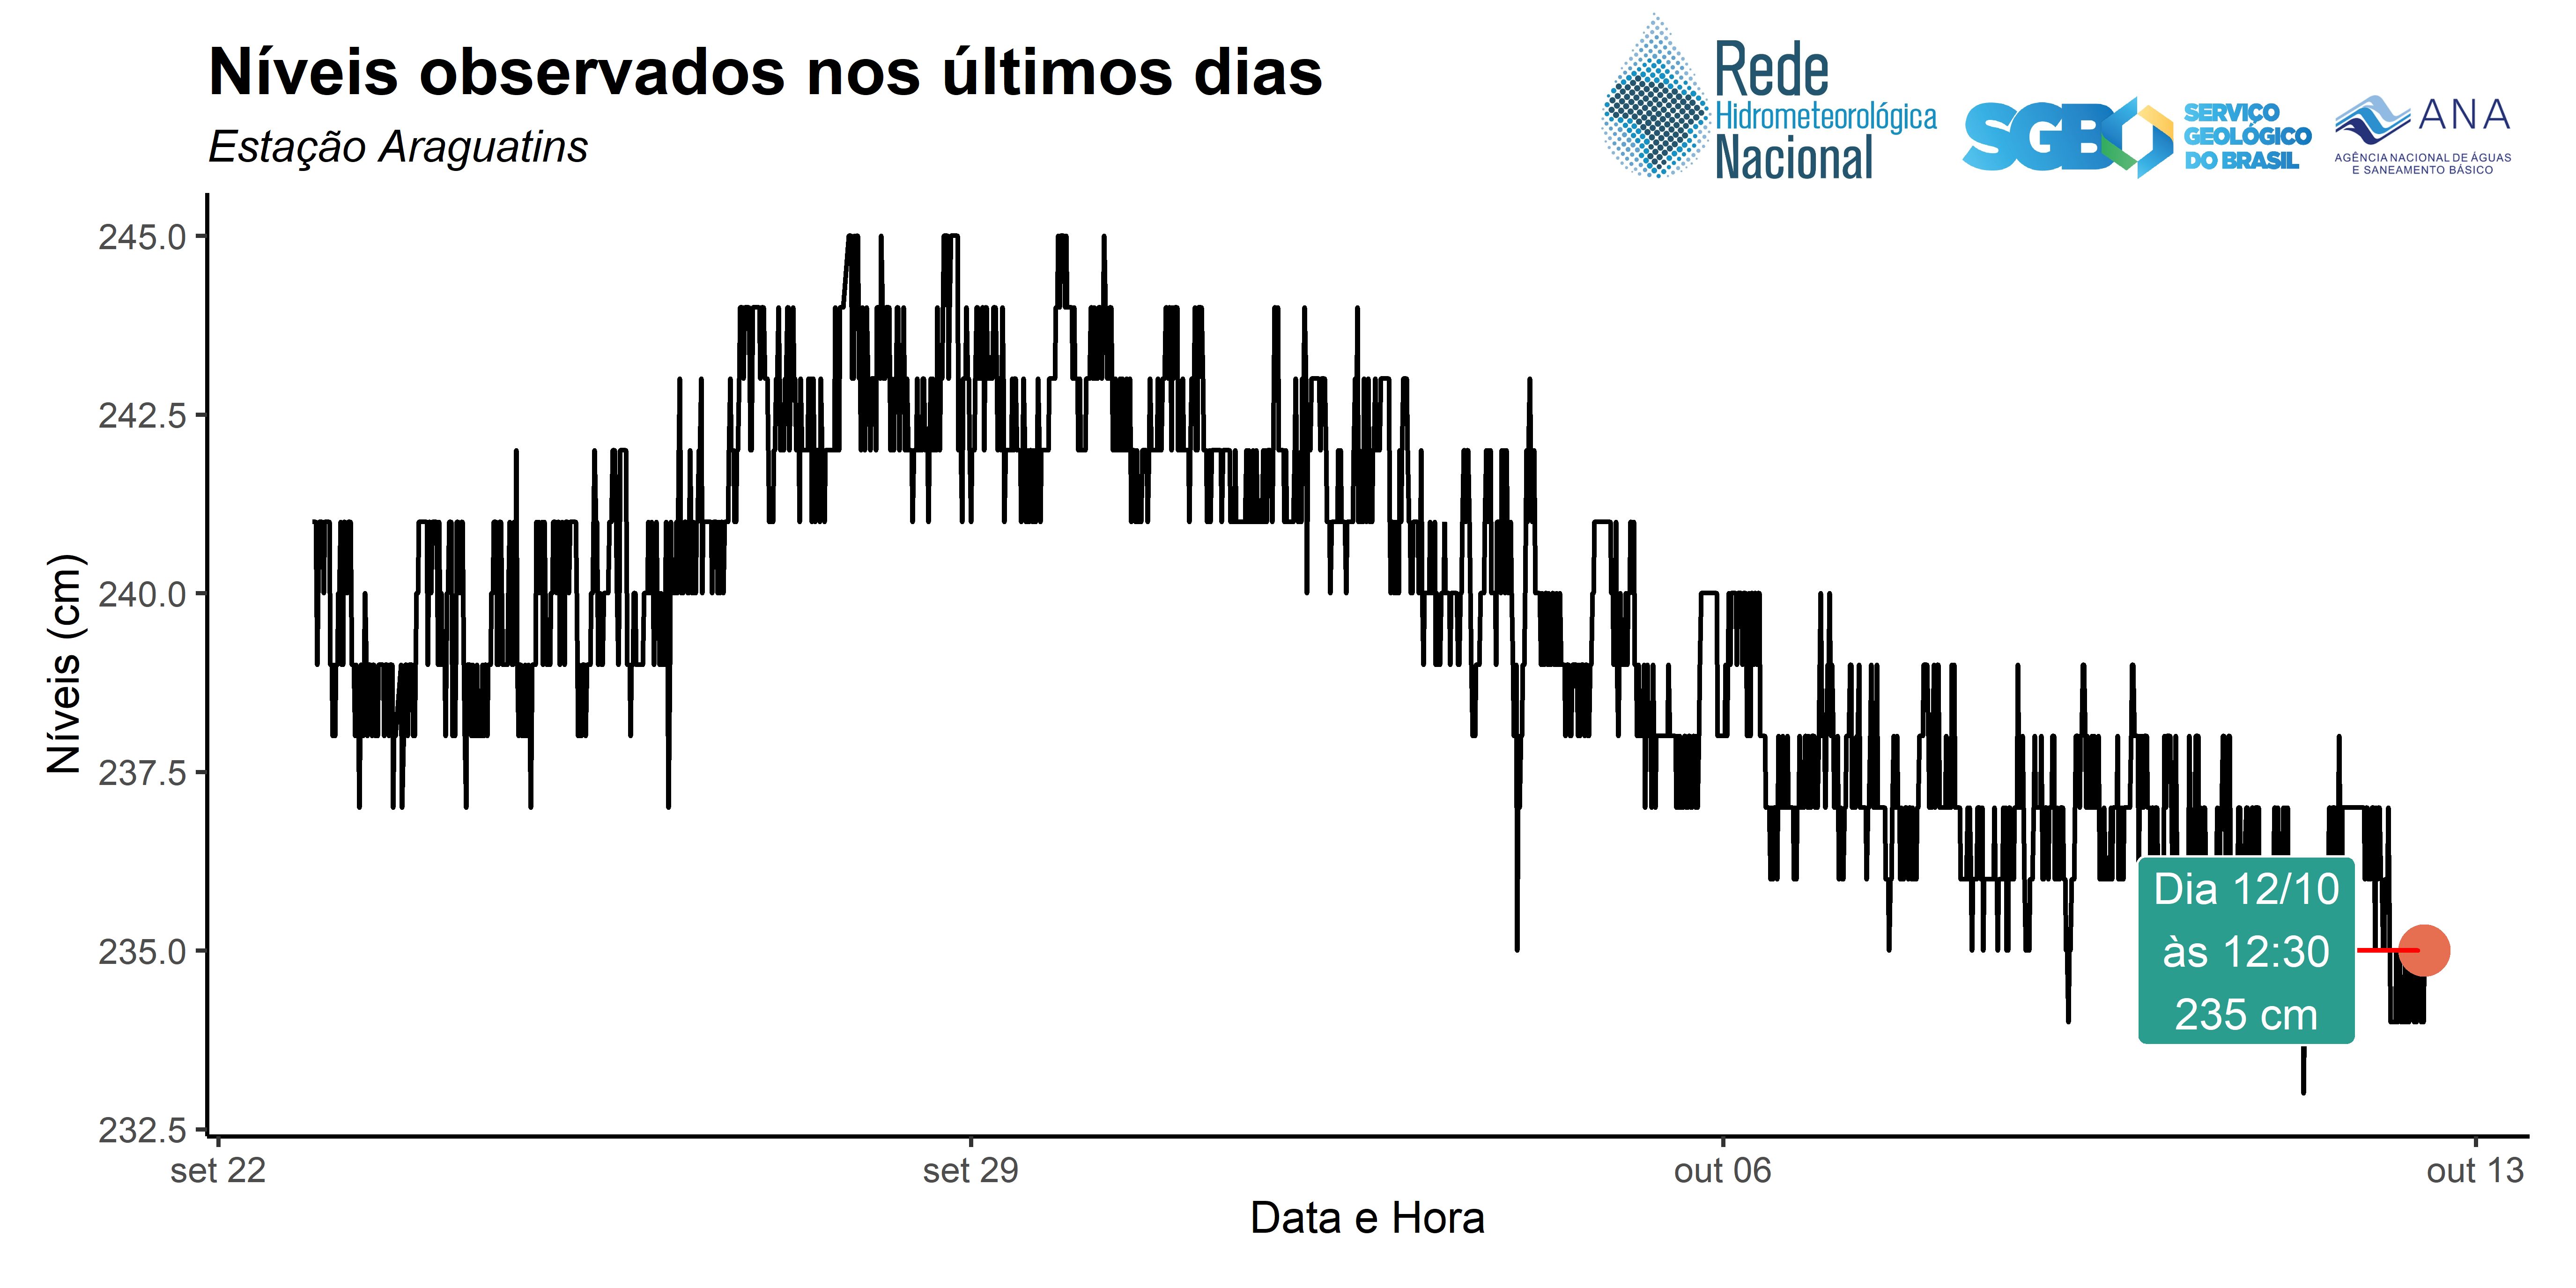 Níveis observados nos últimos dias
Estação Araguatins
Rede
Hidrometeorológica
Nacional
SGB
SERVIÇO
GEOLÓGICO
DO BRASIL
ANA
AGÊNCIA NACIONAL DE ÁGUAS
E SANEAMENTO BÁSICO
Níveis (cm)
245.0
242.5
240.0
237.5
235.0
232.5
Dia 12/10
às 12:30
235 cm
set 22
set 29
out 06
out 13
Data e Hora